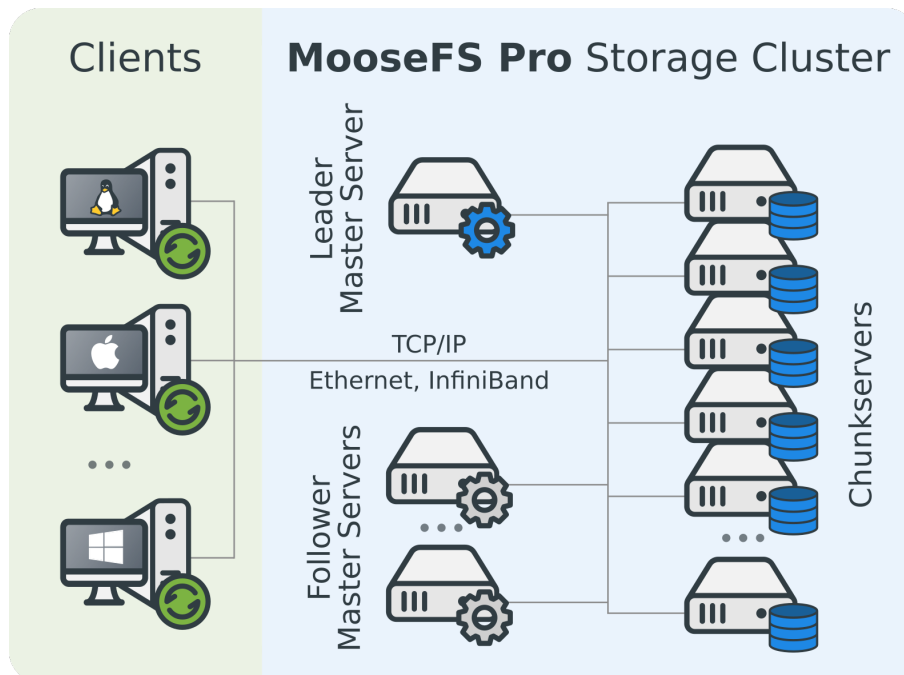 Clients
MooseFS Pro Storage Cluster
Leader
Master Server
TCP/IP
Ethernet, InfiniBand
Follower
Master Servers
Chunkservers